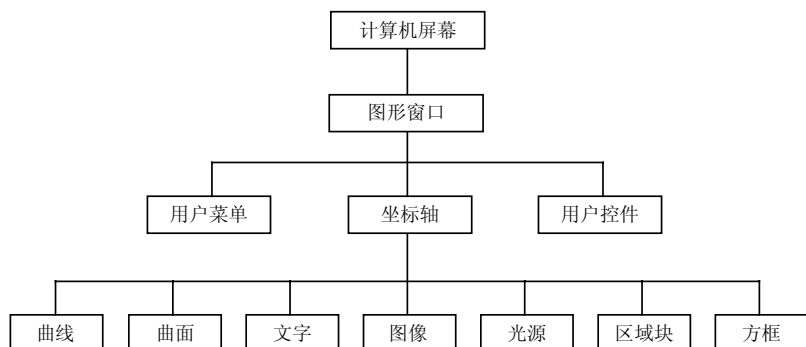 计算机屏幕
图形窗口
用户菜单
坐标轴
用户控件
曲线
曲面
文字
图像
光源
区域块
方框